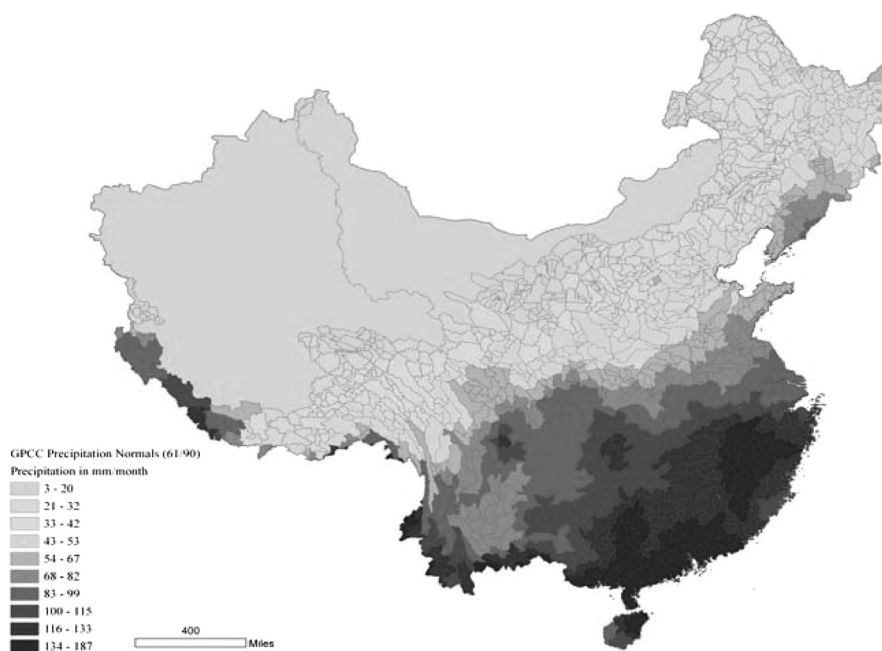 GPCC Precipitation Normals (61/90)
Precipitation in mm/month
3 - 20
21 - 32
33 - 42
43 - 53
54 - 67
68 - 82
83 - 99
100 - 115
116 - 133
134 - 187
400
Miles